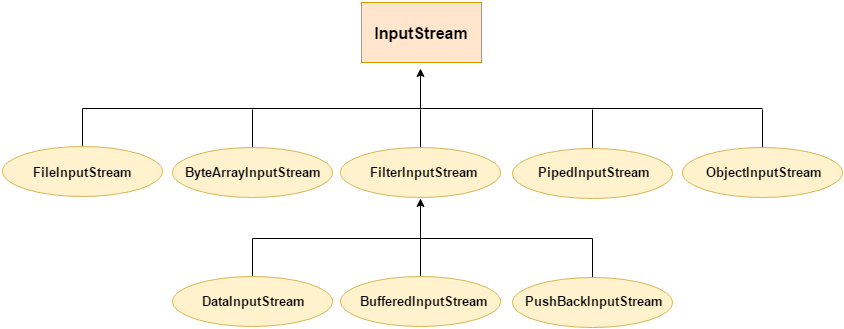 InputStream
FileInputStream
ByteArrayInputStream
FilterInputStream
PipedInputStream
ObjectInputStream
DataInputStream
BufferedInputStream
PushBackInputStream